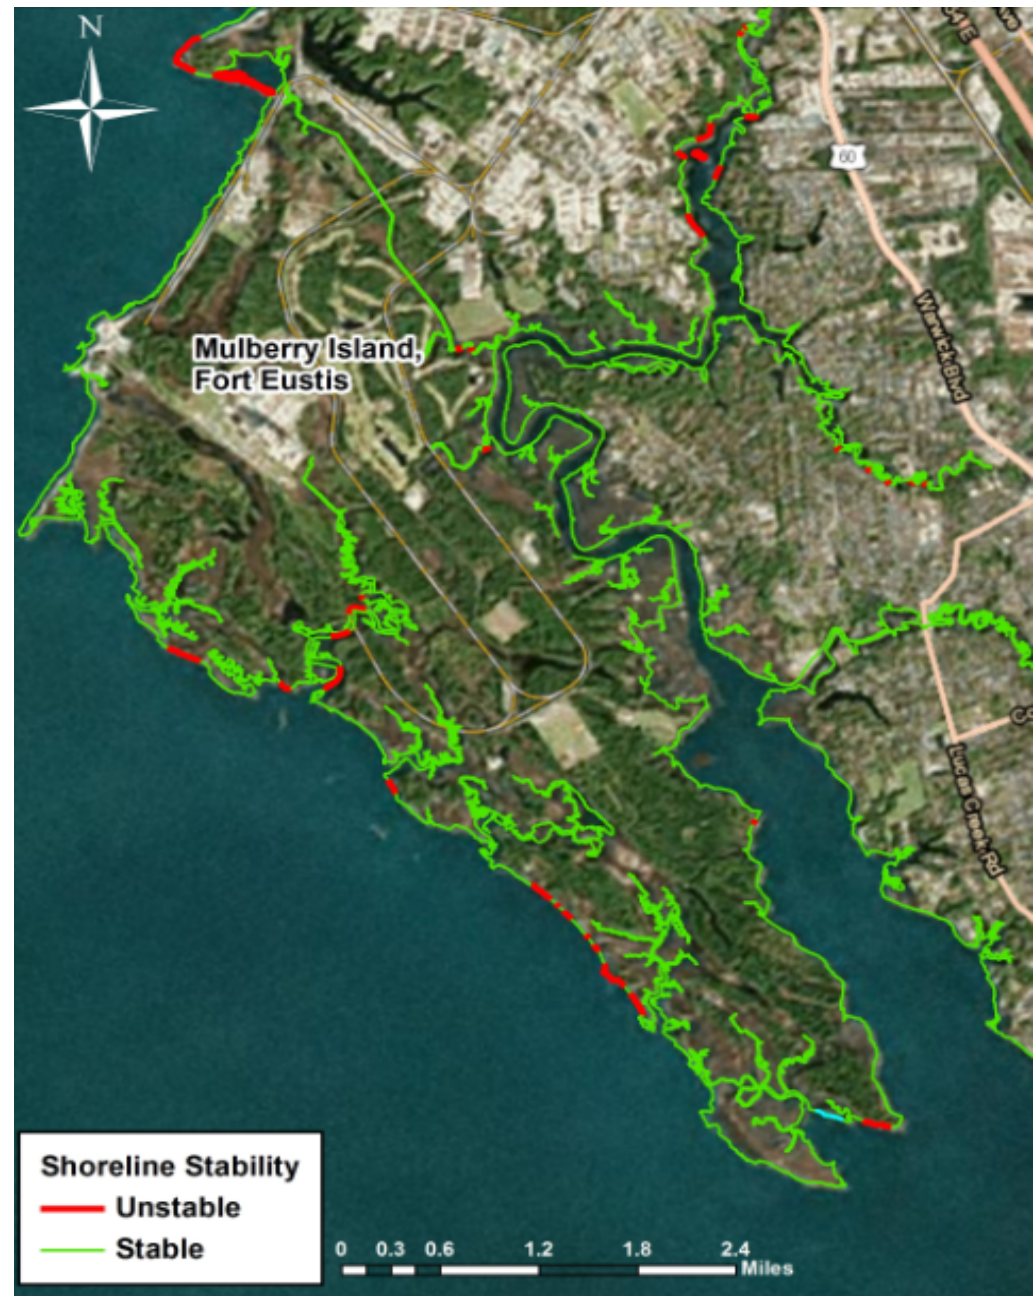 N
60
Warwick Blvd
Mulberry Island,
Fort Eustis
Lucas Creek Rd
Shoreline Stability
Unstable
Stable
0 0.3 0.6 1.2 1.8 2.4
Miles